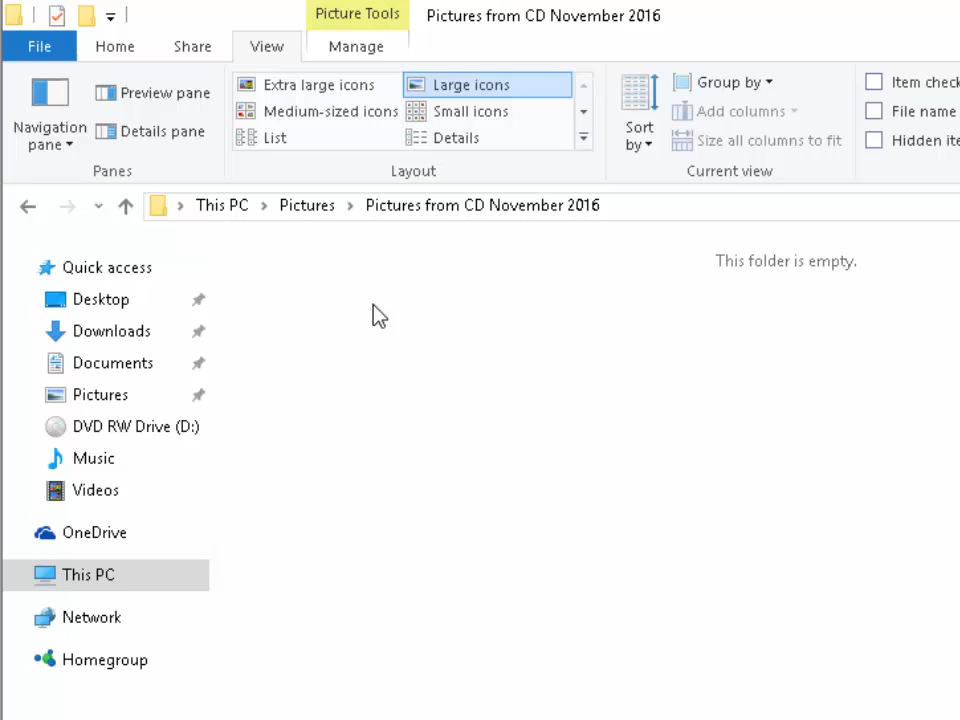 Picture Tools
Pictures from CD November 2016
File Home Share View Manage
Navigation pane
Preview pane
Details pane
Panes
Extra large icons Large icons
Medium-sized icons Small icons
List Details
Layout
Sort by
Group by
Add columns
Size all columns to fit
Current view
Item check
File name
Hidden ite
This PC > Pictures > Pictures from CD November 2016
Quick access
Desktop
Downloads
Documents
Pictures
DVD RW Drive (D:)
Music
Videos
OneDrive
This PC
Network
Homegroup
This folder is empty.